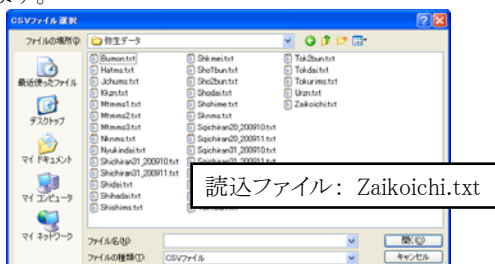 ます。
CSVファイル選択
ファイルの場所(I):
弥生データ
最近使ったファイル
デスクトップ
マイ ドキュメント
マイ コンピュータ
マイ ネットワーク
Bumon.txt
Hatms.txt
Jchums.txt
Kkzn.txt
Mtmms1.txt
Mtmms2.txt
Mtmms3.txt
Nknms.txt
Nyukindai.txt
Shichiran31_200910.txt
Shichiran31_200911.txt
Shidai.txt
Shihadai.txt
Shishims.txt
Shkmei.txt
Sho1bun.txt
Sho2bun.txt
Shodai.txt
Shshime.txt
Sknms.txt
Sqichiran20_200910.txt
Sqichiran20_200911.txt
Sqichiran31_200910.txt
Tok2bun.txt
Tokdai.txt
Tokurims.txt
Urzn.txt
Zaikoichi.txt
読込ファイル： Zaikoichi.txt
ファイル名(N):
開く(O)
ファイルの種類(T):
CSVファイル
キャンセル